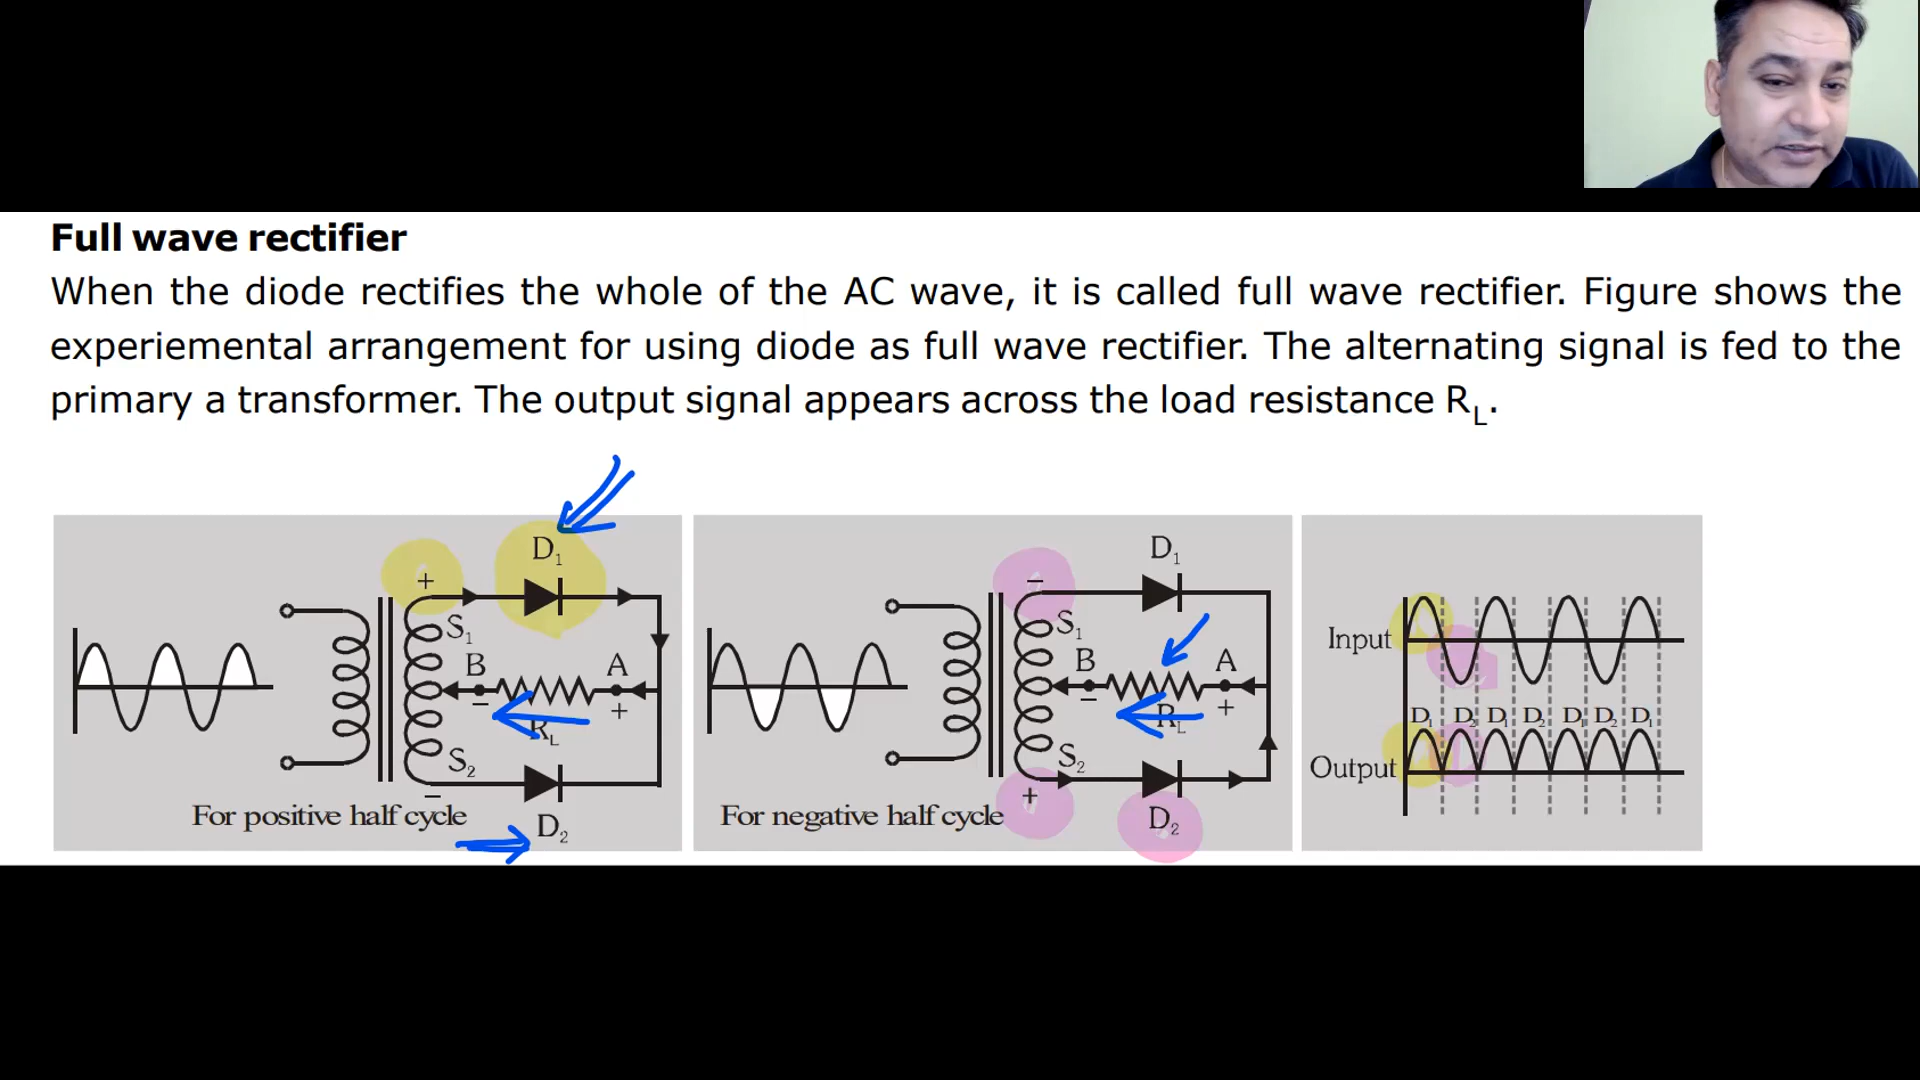 Full wave rectifier
When the diode rectifies the whole of the AC wave, it is called full wave rectifier. Figure shows the
experiemental arrangement for using diode as full wave rectifier. The alternating signal is fed to the
primary a transformer. The output signal appears across the load resistance R_L.
D₁
+
S₁
B
A
−
+
R_L
S₂
−
For positive half cycle
D₂
D₁
−
S₁
B
A
−
+
R_L
S₂
+
For negative half cycle
D₂
Input
D₁ D₂ D₁ D₂ D₁ D₂ D₁
Output